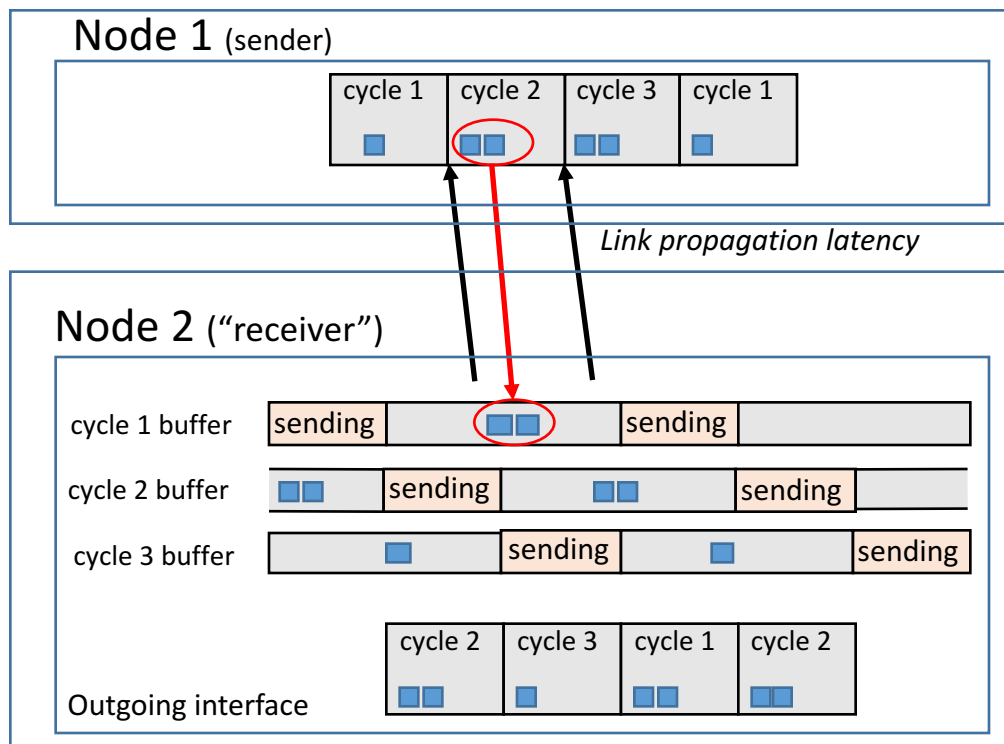 Node 1 (sender)
cycle 1 cycle 2 cycle 3 cycle 1
Link propagation latency
Node 2 (“receiver”)
cycle 1 buffer sending sending
cycle 2 buffer sending sending
cycle 3 buffer sending sending
cycle 2 cycle 3 cycle 1 cycle 2
Outgoing interface